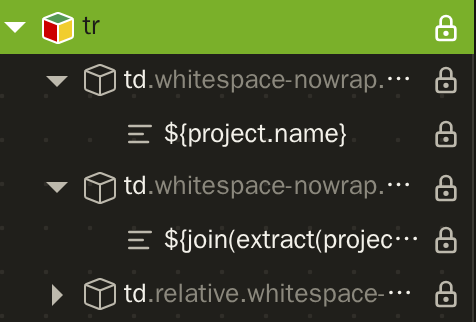 tr
td.whitespace-nowrap.···
${project.name}
td.whitespace-nowrap.···
${join(extract(projec···
td.relative.whitespace-···